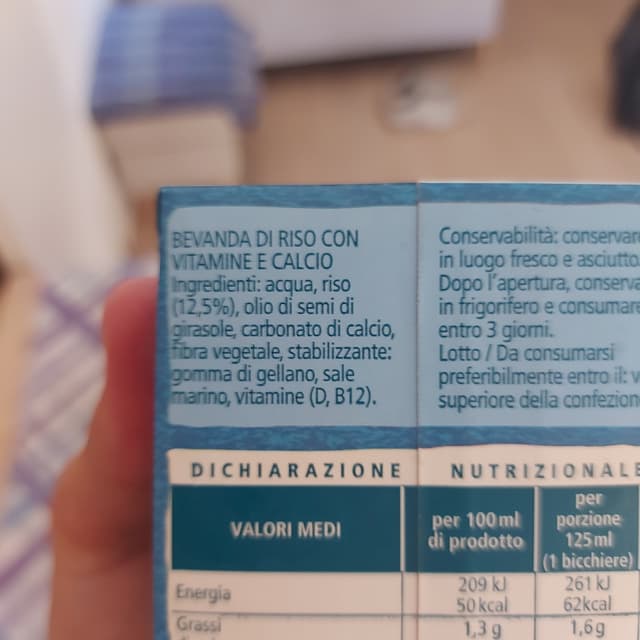 BEVANDA DI RISO CON
VITAMINE E CALCIO
Ingredienti: acqua, riso
(12,5%), olio di semi di
girasole, carbonato di calcio,
fibra vegetale, stabilizzante:
gomma di gellano, sale
marino, vitamine (D, B12).
Conservabilità: conservare
in luogo fresco e asciutto.
Dopo l'apertura, conserva
in frigorifero e consumare
entro 3 giorni.
Lotto / Da consumarsi
preferibilmente entro il: v
superiore della confezion
DICHIARAZIONE NUTRIZIONALE
VALORI MEDI
per 100 ml
di prodotto
per
porzione
125 ml
(1 bicchiere)
Energia 209 kJ 261 kJ
50 kcal 62 kcal
Grassi 1,3 g 1,6 g